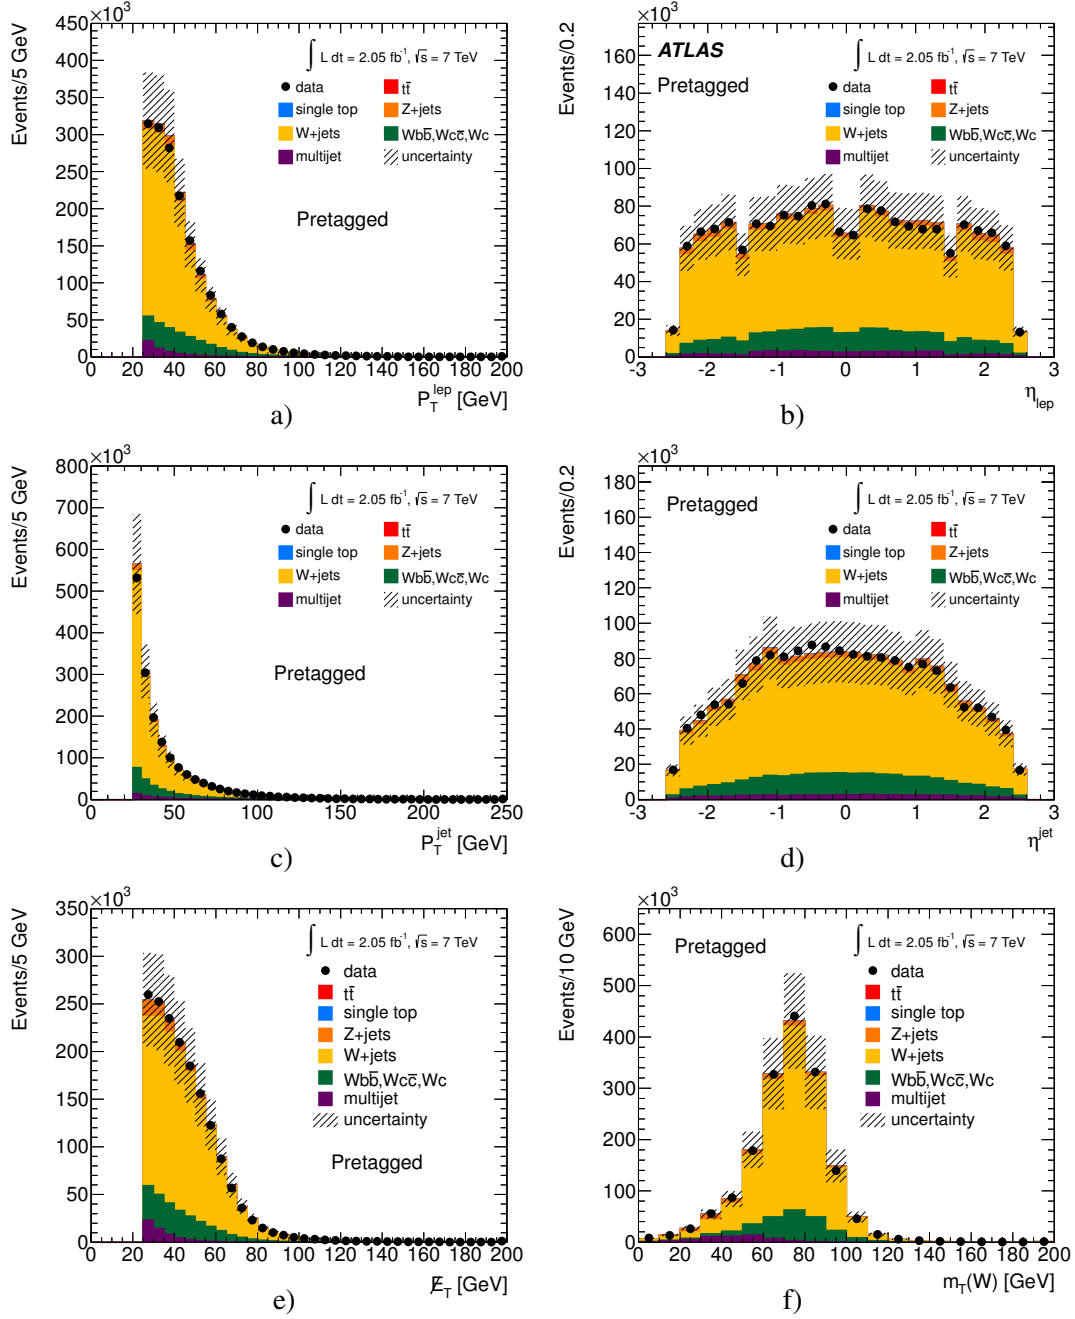 ×10³
Events/5 GeV
450
400
350
300
250
200
150
100
50
0
∫ L dt = 2.05 fb⁻¹, √s = 7 TeV
data
tt̄
single top
Z+jets
W+jets
Wbb̄,Wcc̄,Wc
multijet
uncertainty
Pretagged
0 20 40 60 80 100 120 140 160 180 200
P_T^lep [GeV]
a)
×10³
Events/0.2
160
140
120
100
80
60
40
20
0
ATLAS
∫ L dt = 2.05 fb⁻¹, √s = 7 TeV
Pretagged
data
tt̄
single top
Z+jets
W+jets
Wbb̄,Wcc̄,Wc
multijet
uncertainty
-3 -2 -1 0 1 2 3
η_lep
b)
×10³
Events/5 GeV
800
700
600
500
400
300
200
100
0
∫ L dt = 2.05 fb⁻¹, √s = 7 TeV
data
tt̄
single top
Z+jets
W+jets
Wbb̄,Wcc̄,Wc
multijet
uncertainty
Pretagged
0 50 100 150 200 250
P_T^jet [GeV]
c)
×10³
Events/0.2
180
160
140
120
100
80
60
40
20
0
Pretagged
∫ L dt = 2.05 fb⁻¹, √s = 7 TeV
data
tt̄
single top
Z+jets
W+jets
Wbb̄,Wcc̄,Wc
multijet
uncertainty
-3 -2 -1 0 1 2 3
η^jet
d)
×10³
Events/5 GeV
350
300
250
200
150
100
50
0
∫ L dt = 2.05 fb⁻¹, √s = 7 TeV
data
tt̄
single top
Z+jets
W+jets
Wbb̄,Wcc̄,Wc
multijet
uncertainty
Pretagged
0 20 40 60 80 100 120 140 160 180 200
E̸_T [GeV]
e)
×10³
Events/10 GeV
600
500
400
300
200
100
0
Pretagged
∫ L dt = 2.05 fb⁻¹, √s = 7 TeV
data
tt̄
single top
Z+jets
W+jets
Wbb̄,Wcc̄,Wc
multijet
uncertainty
0 20 40 60 80 100 120 140 160 180 200
m_T(W) [GeV]
f)